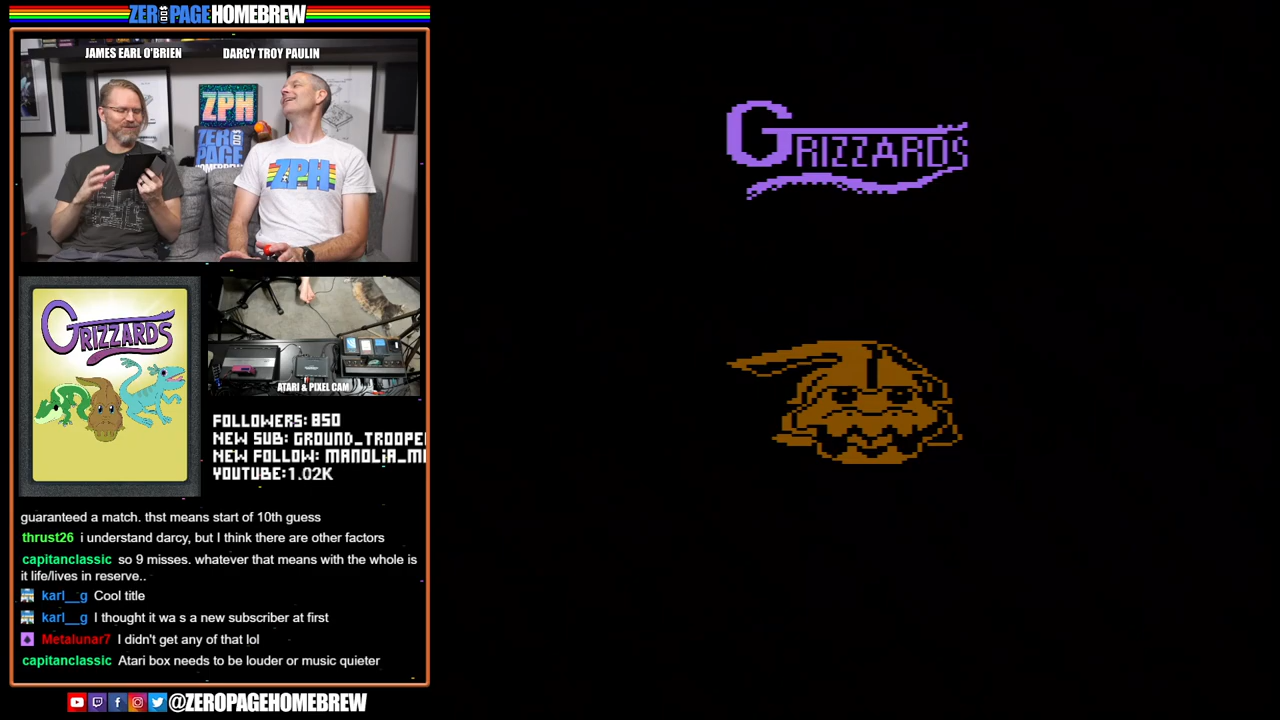 ZEROPAGEHOMEBREW
JAMES EARL O'BRIEN
DARCY TROY PAULIN
ZPH
ZERO
PAGE
HOMEBREW
ZPH
GRIZZARDS
GRIZZARDS
ATARI & PIXEL CAM
FOLLOWERS: 850
NEW SUB: GROUND_TROOPE
NEW FOLLOW: MANOLIA_M
YOUTUBE:1.02K
guaranteed a match. thst means start of 10th guess
thrust26 i understand darcy, but I think there are other factors
capitanclassic so 9 misses. whatever that means with the whole is
it life/lives in reserve..
karl__g Cool title
karl__g I thought it wa s a new subscriber at first
Metalunar7 I didn't get any of that lol
capitanclassic Atari box needs to be louder or music quieter
@ZEROPAGEHOMEBREW